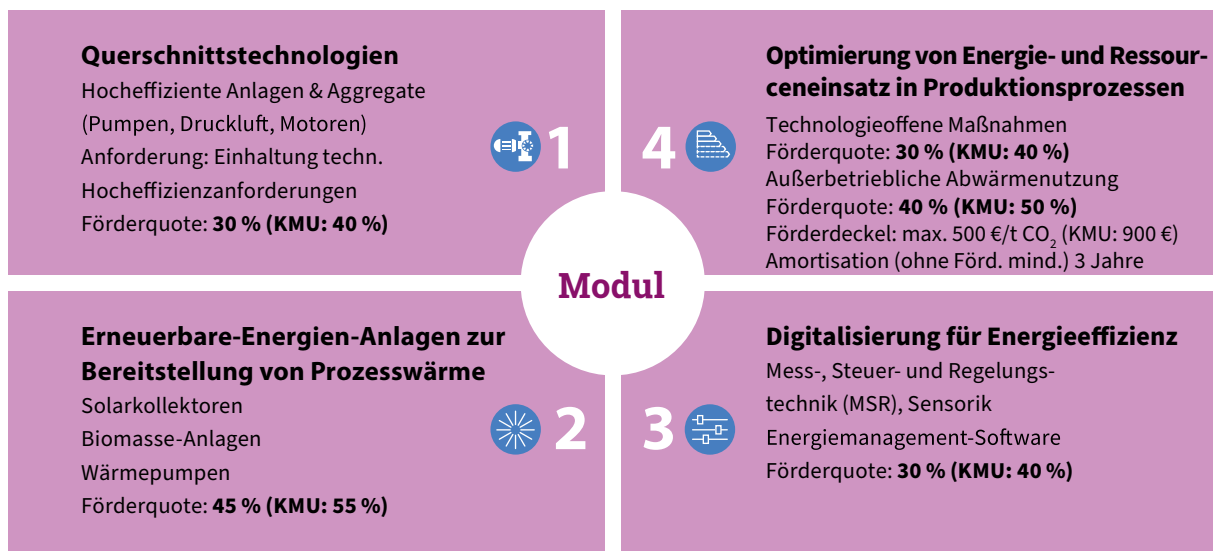 Querschnittstechnologien
Hocheffiziente Anlagen & Aggregate
(Pumpen, Druckluft, Motoren)
Anforderung: Einhaltung techn.
Hocheffizienzanforderungen
Förderquote: 30 % (KMU: 40 %)
1
Erneuerbare-Energien-Anlagen zur
Bereitstellung von Prozesswärme
Solarkollektoren
Biomasse-Anlagen
Wärmepumpen
Förderquote: 45 % (KMU: 55 %)
2
Modul
3
Digitalisierung für Energieeffizienz
Mess-, Steuer- und Regelungs-
technik (MSR), Sensorik
Energiemanagement-Software
Förderquote: 30 % (KMU: 40 %)
4
Optimierung von Energie- und Ressour-
ceneinsatz in Produktionsprozessen
Technologieoffene Maßnahmen
Förderquote: 30 % (KMU: 40 %)
Außerbetriebliche Abwärmenutzung
Förderquote: 40 % (KMU: 50 %)
Förderdeckel: max. 500 €/t CO₂ (KMU: 900 €)
Amortisation (ohne Förd. mind.) 3 Jahre